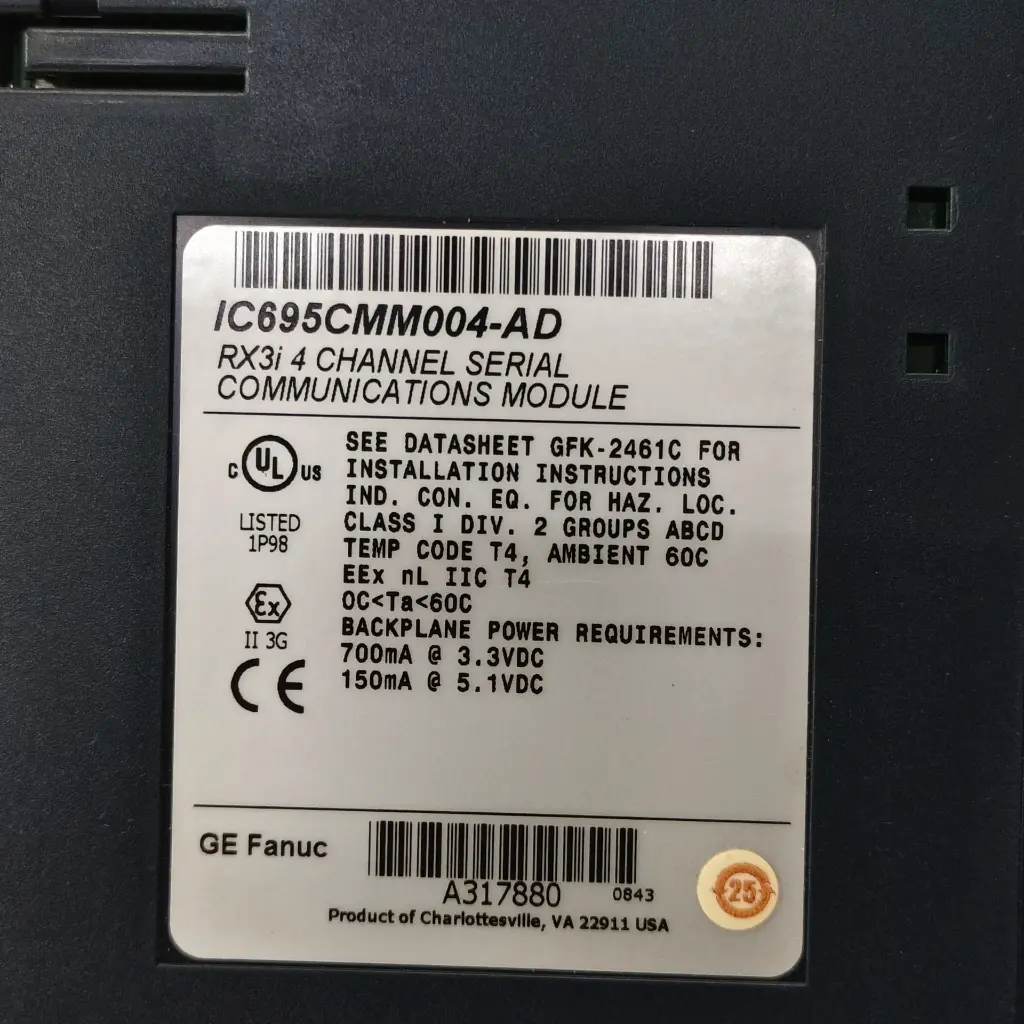 IC695CMM004-AD
RX3i 4 CHANNEL SERIAL
COMMUNICATIONS MODULE
C UL US
LISTED
1P98
Ex
II 3G
CE
SEE DATASHEET GFK-2461C FOR
INSTALLATION INSTRUCTIONS
IND. CON. EQ. FOR HAZ. LOC.
CLASS I DIV. 2 GROUPS ABCD
TEMP CODE T4, AMBIENT 60C
EEx nL IIC T4
0C<Ta<60C
BACKPLANE POWER REQUIREMENTS:
700mA @ 3.3VDC
150mA @ 5.1VDC
GE Fanuc
A317880 0843
Product of Charlottesville, VA 22911 USA
25